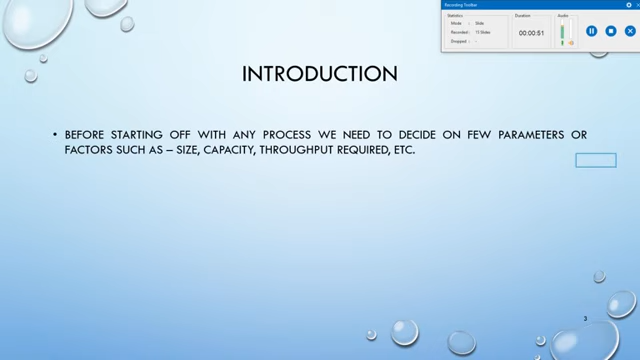 Recording Toolbar
Statistics
Duration
Audio
Mode : Slide
Recorded : 15 Slides
Dropped : -
00:00:51
INTRODUCTION
• BEFORE STARTING OFF WITH ANY PROCESS WE NEED TO DECIDE ON FEW PARAMETERS OR
FACTORS SUCH AS – SIZE, CAPACITY, THROUGHPUT REQUIRED, ETC.
3